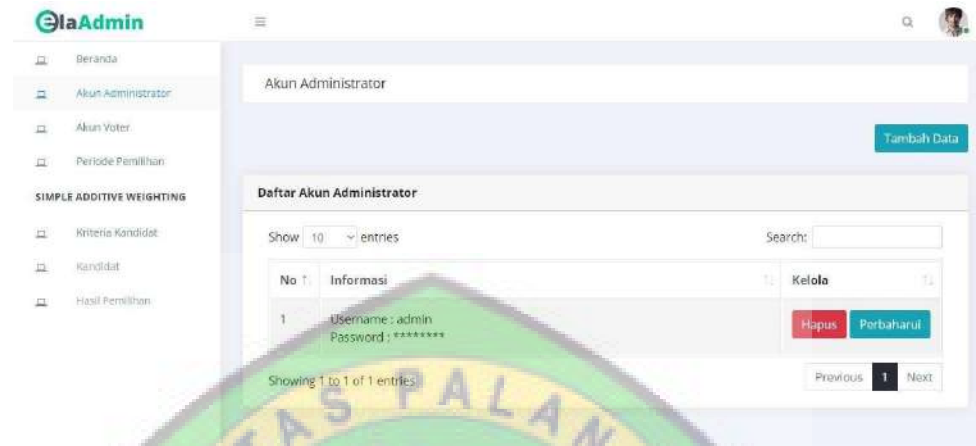 elaAdmin
Beranda
Akun Administrator
Akun Voter
Periode Pemilihan
SIMPLE ADDITIVE WEIGHTING
Kriteria Kandidat
Kandidat
Hasil Pemilihan
Akun Administrator
Tambah Data
Daftar Akun Administrator
Show 10 entries
Search:
No Informasi Kelola
1 Username : admin
Password : ********
Hapus Perbaharui
Showing 1 to 1 of 1 entries
Previous 1 Next
TAS PALAN